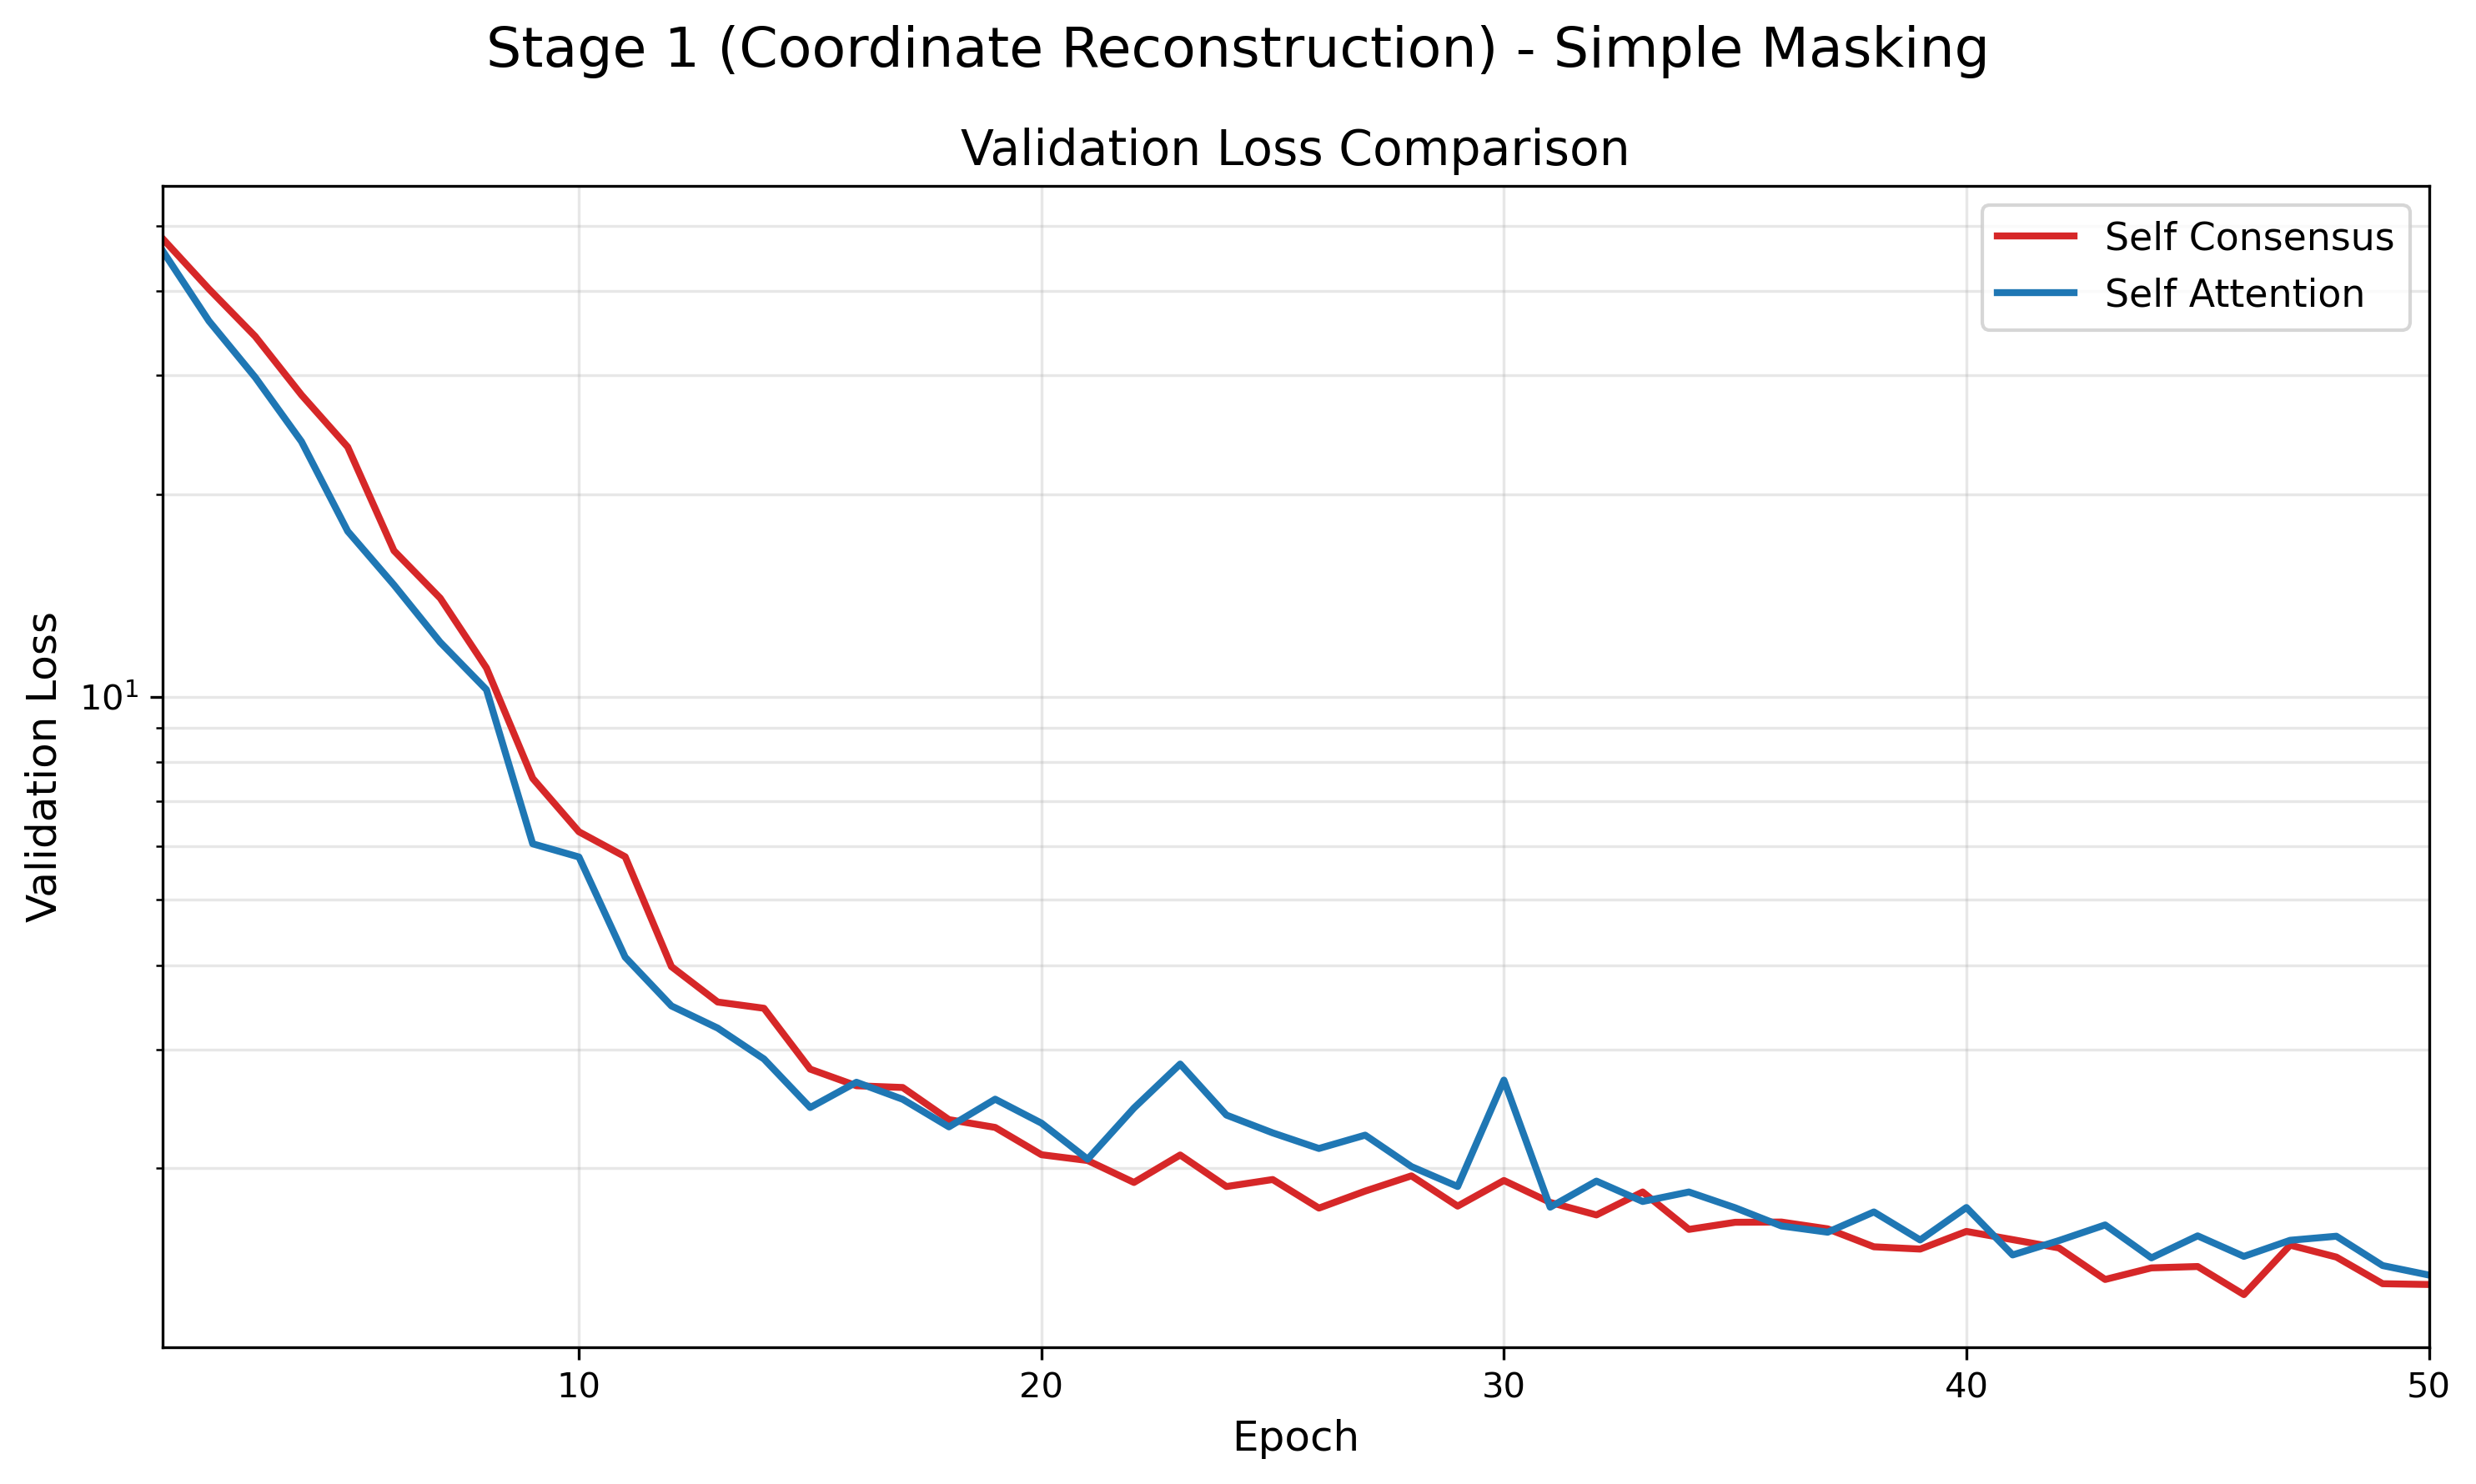 Stage 1 (Coordinate Reconstruction) - Simple Masking
Validation Loss Comparison
Self Consensus
Self Attention
Validation Loss
10¹
10
20
30
40
50
Epoch